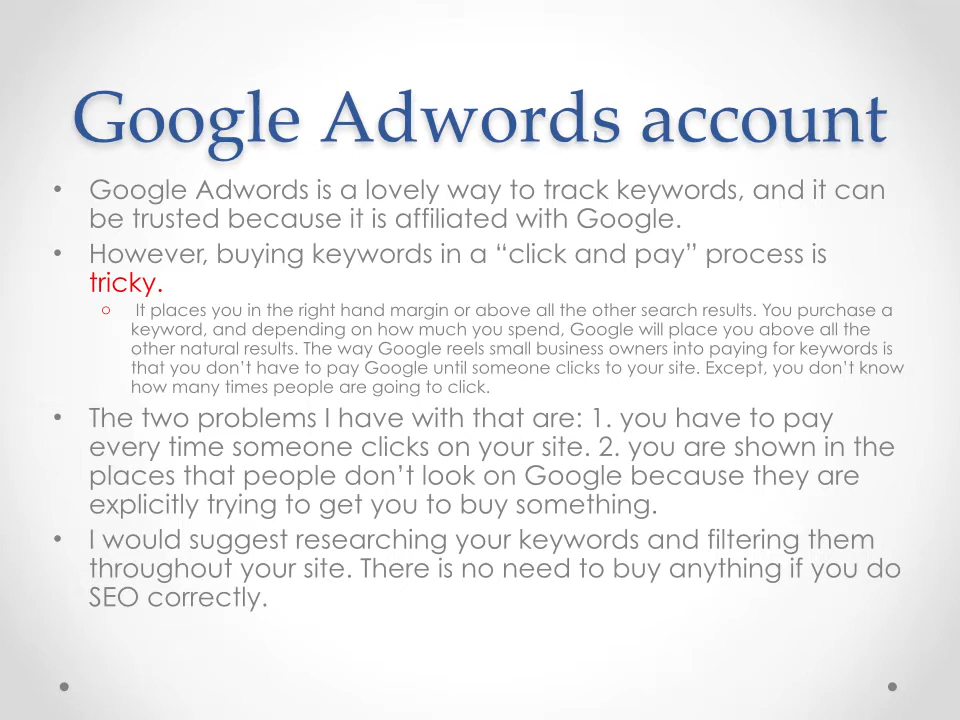 Google Adwords account
• Google Adwords is a lovely way to track keywords, and it can
be trusted because it is affiliated with Google.
• However, buying keywords in a “click and pay” process is
tricky.
o It places you in the right hand margin or above all the other search results. You purchase a
keyword, and depending on how much you spend, Google will place you above all the
other natural results. The way Google reels small business owners into paying for keywords is
that you don’t have to pay Google until someone clicks to your site. Except, you don’t know
how many times people are going to click.
• The two problems I have with that are: 1. you have to pay
every time someone clicks on your site. 2. you are shown in the
places that people don’t look on Google because they are
explicitly trying to get you to buy something.
• I would suggest researching your keywords and filtering them
throughout your site. There is no need to buy anything if you do
SEO correctly.